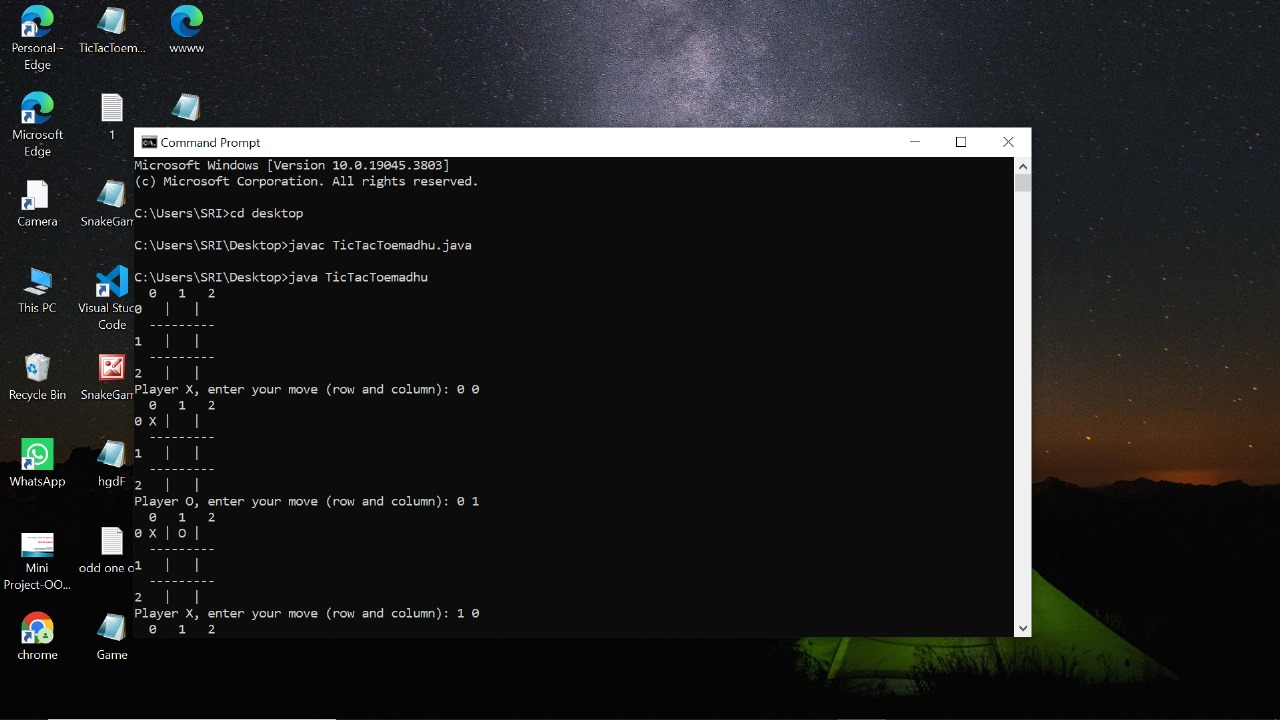 Personal - Edge
TicTacToem...
wwww
Microsoft Edge
1
Camera
SnakeGam
This PC
Visual Stud
Code
Recycle Bin
SnakeGam
WhatsApp
hgdF
Mini
Project-OO...
odd one o
chrome
Game
Command Prompt
Microsoft Windows [Version 10.0.19045.3803]
(c) Microsoft Corporation. All rights reserved.
C:\Users\SRI>cd desktop
C:\Users\SRI\Desktop>javac TicTacToemadhu.java
C:\Users\SRI\Desktop>java TicTacToemadhu
  0   1   2
0   |   |
  ---------
1   |   |
  ---------
2   |   |
Player X, enter your move (row and column): 0 0
  0   1   2
0 X |   |
  ---------
1   |   |
  ---------
2   |   |
Player O, enter your move (row and column): 0 1
  0   1   2
0 X | O |
  ---------
1   |   |
  ---------
2   |   |
Player X, enter your move (row and column): 1 0
  0   1   2